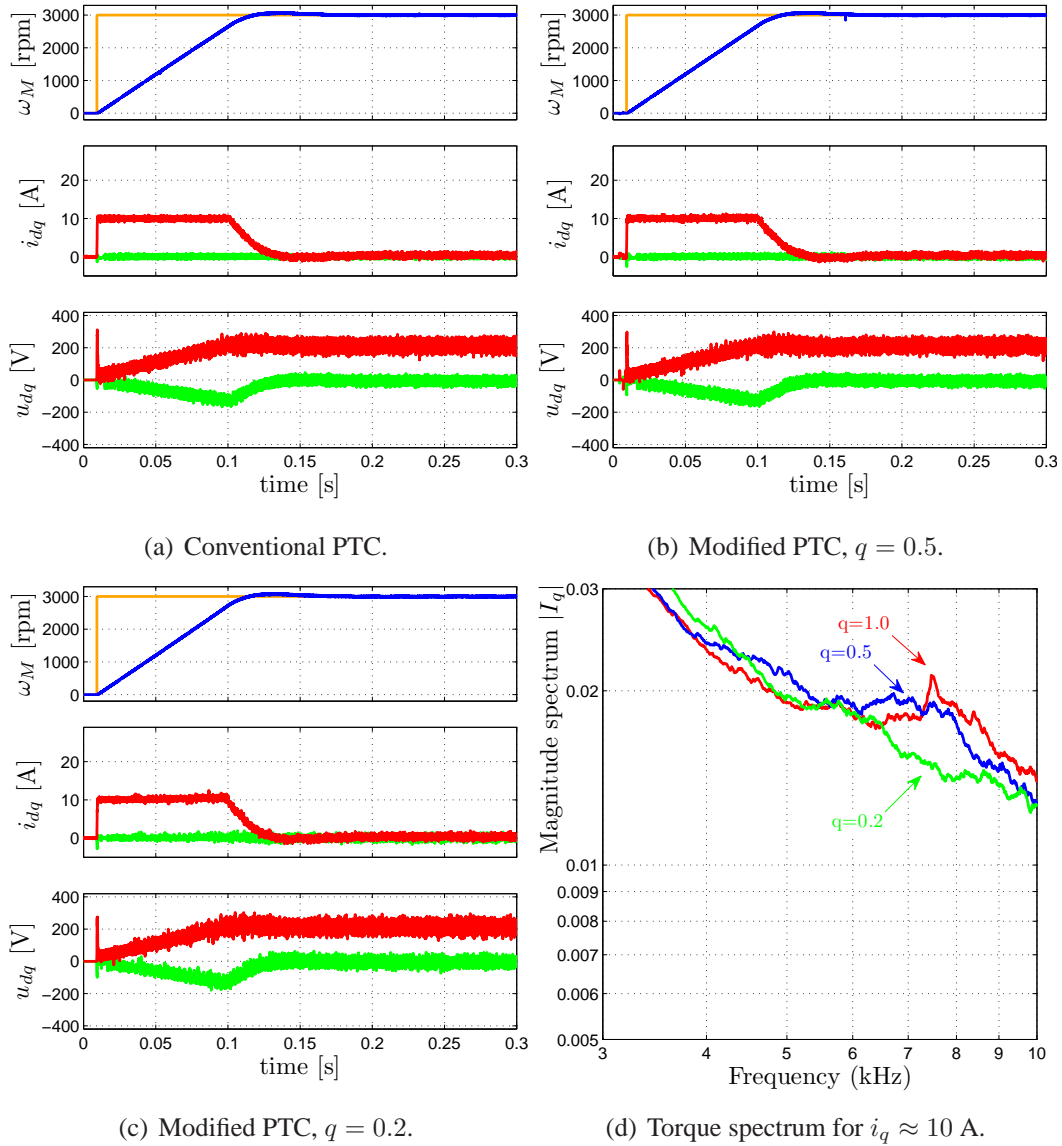 3000
2000
1000
0
ω_M [rpm]
20
10
0
i_dq [A]
400
200
0
−200
−400
u_dq [V]
0 0.05 0.1 0.15 0.2 0.25 0.3
time [s]
(a) Conventional PTC.
3000
2000
1000
0
ω_M [rpm]
20
10
0
i_dq [A]
400
200
0
−200
−400
u_dq [V]
0 0.05 0.1 0.15 0.2 0.25 0.3
time [s]
(b) Modified PTC, q = 0.5.
3000
2000
1000
0
ω_M [rpm]
20
10
0
i_dq [A]
400
200
0
−200
−400
u_dq [V]
0 0.05 0.1 0.15 0.2 0.25 0.3
time [s]
(c) Modified PTC, q = 0.2.
0.03
0.02
0.01
0.009
0.008
0.007
0.006
0.005
Magnitude spectrum |I_q|
q=1.0
q=0.5
q=0.2
3 4 5 6 7 8 9 10
Frequency (kHz)
(d) Torque spectrum for i_q ≈ 10 A.